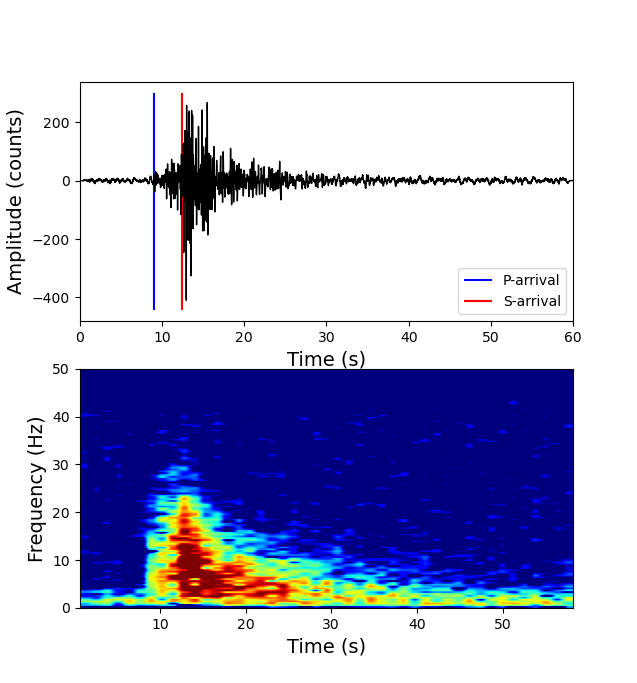 Amplitude (counts)
200
0
−200
−400
P-arrival
S-arrival
0 10 20 30 40 50 60
Time (s)
Frequency (Hz)
50
40
30
20
10
0
10 20 30 40 50
Time (s)